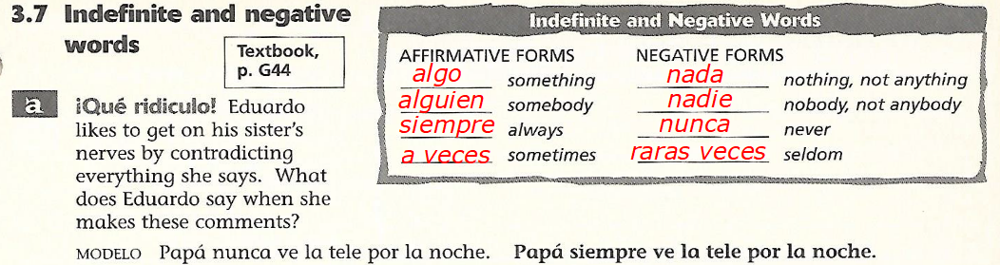 3.7 Indefinite and negative
words
Textbook,
p. G44
Indefinite and Negative Words
AFFIRMATIVE FORMS NEGATIVE FORMS
algo something nada nothing, not anything
alguien somebody nadie nobody, not anybody
siempre always nunca never
a veces sometimes raras veces seldom
a ¡Qué ridiculo! Eduardo
likes to get on his sister's
nerves by contradicting
everything she says. What
does Eduardo say when she
makes these comments?
MODELO Papá nunca ve la tele por la noche. Papá siempre ve la tele por la noche.